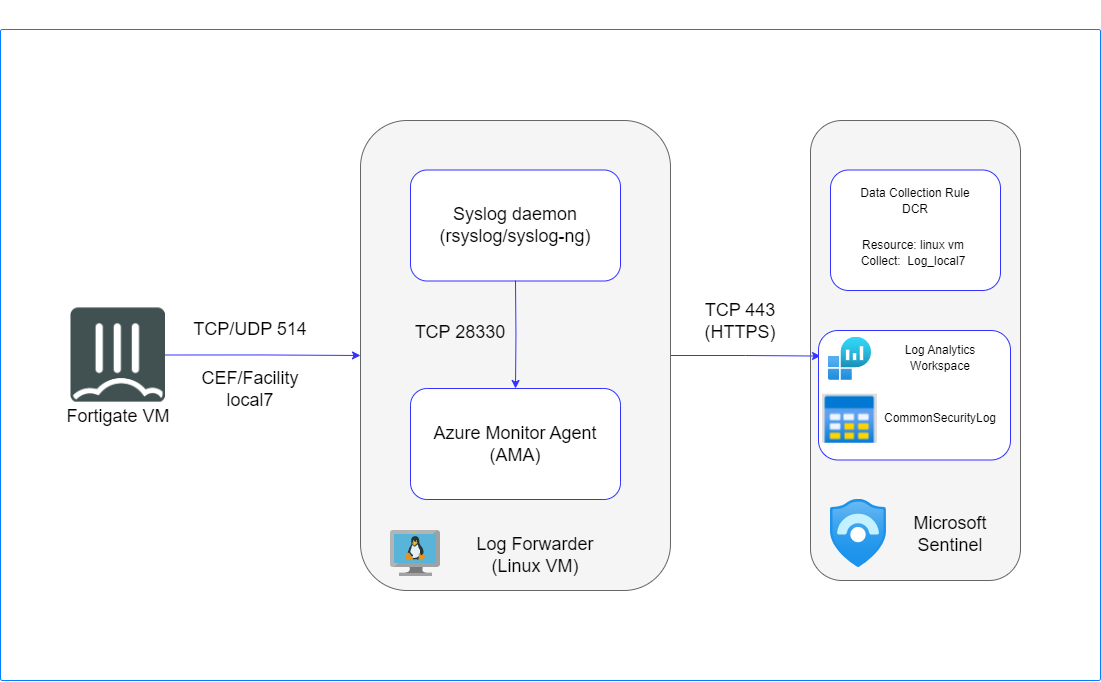 Fortigate VM
TCP/UDP 514
CEF/Facility
local7
Syslog daemon
(rsyslog/syslog-ng)
TCP 28330
Azure Monitor Agent
(AMA)
Log Forwarder
(Linux VM)
TCP 443
(HTTPS)
Data Collection Rule
DCR
Resource: linux vm
Collect:  Log_local7
Log Analytics
Workspace
CommonSecurityLog
Microsoft
Sentinel